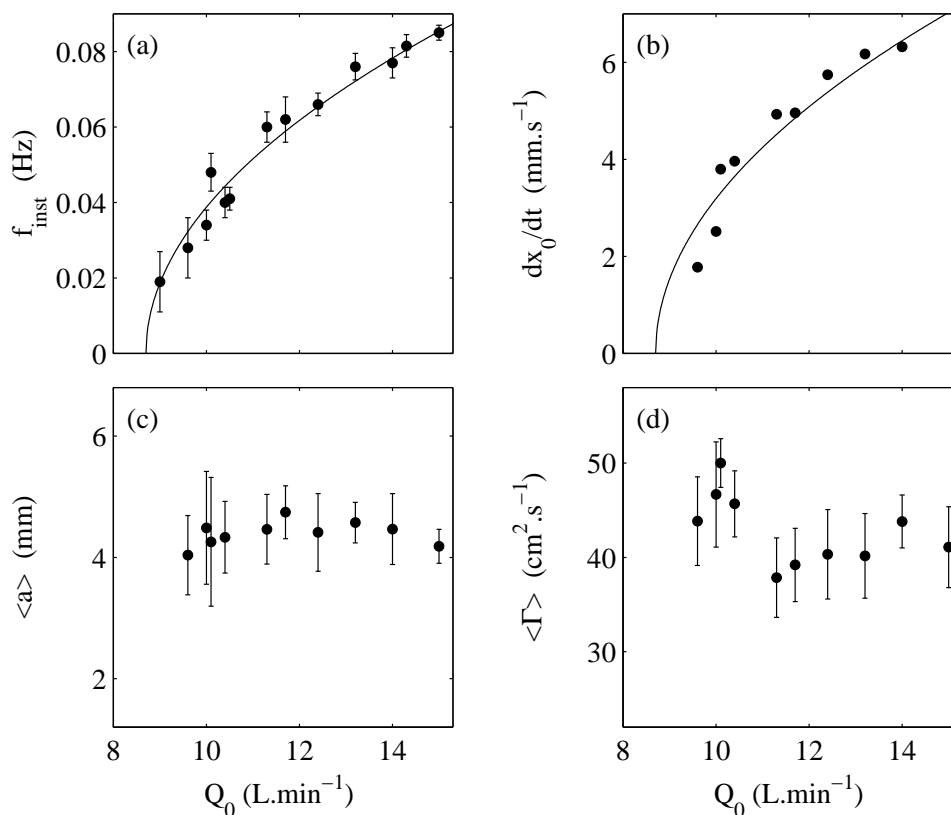 (a)
0.08
0.06
0.04
0.02
0
f_inst (Hz)
(b)
6
4
2
0
dx_0/dt (mm.s^−1)
(c)
6
4
2
<a> (mm)
8 10 12 14
Q_0 (L.min^−1)
(d)
50
40
30
<Γ> (cm^2.s^−1)
8 10 12 14
Q_0 (L.min^−1)